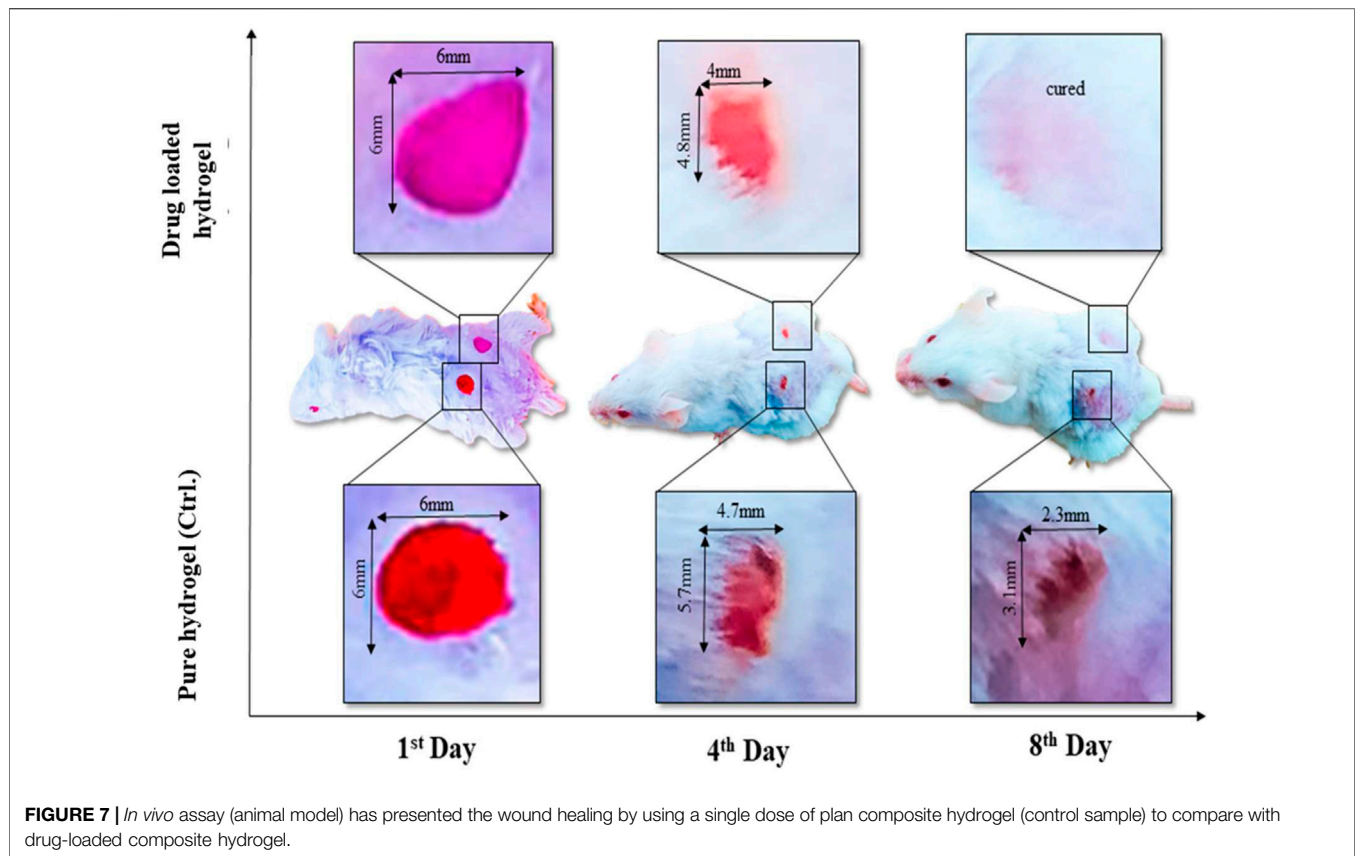 6mm
6mm
4mm
4.8mm
cured
Drug loaded
hydrogel
6mm
6mm
4.7mm
5.7mm
2.3mm
3.1mm
Pure hydrogel (Ctrl.)
1st Day
4th Day
8th Day
FIGURE 7 | In vivo assay (animal model) has presented the wound healing by using a single dose of plan composite hydrogel (control sample) to compare with
drug-loaded composite hydrogel.